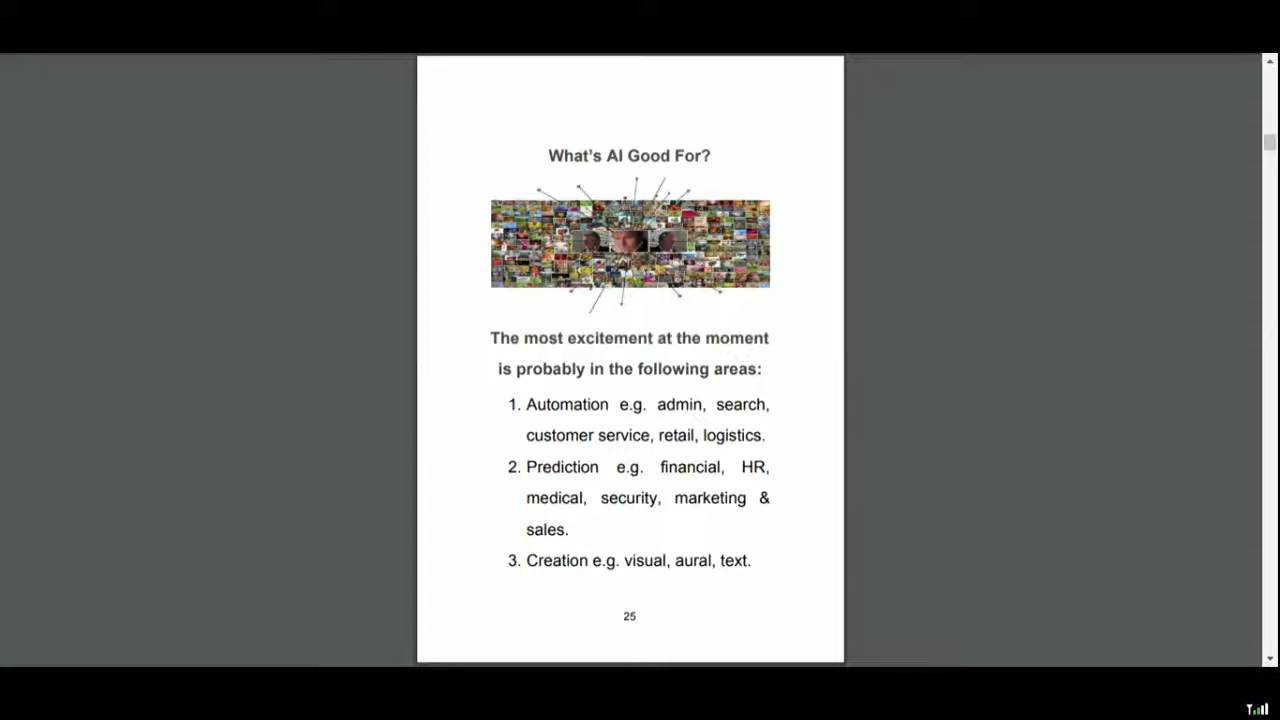 What's AI Good For?
The most excitement at the moment
is probably in the following areas:
1. Automation e.g. admin, search,
customer service, retail, logistics.
2. Prediction e.g. financial, HR,
medical, security, marketing &
sales.
3. Creation e.g. visual, aural, text.
25